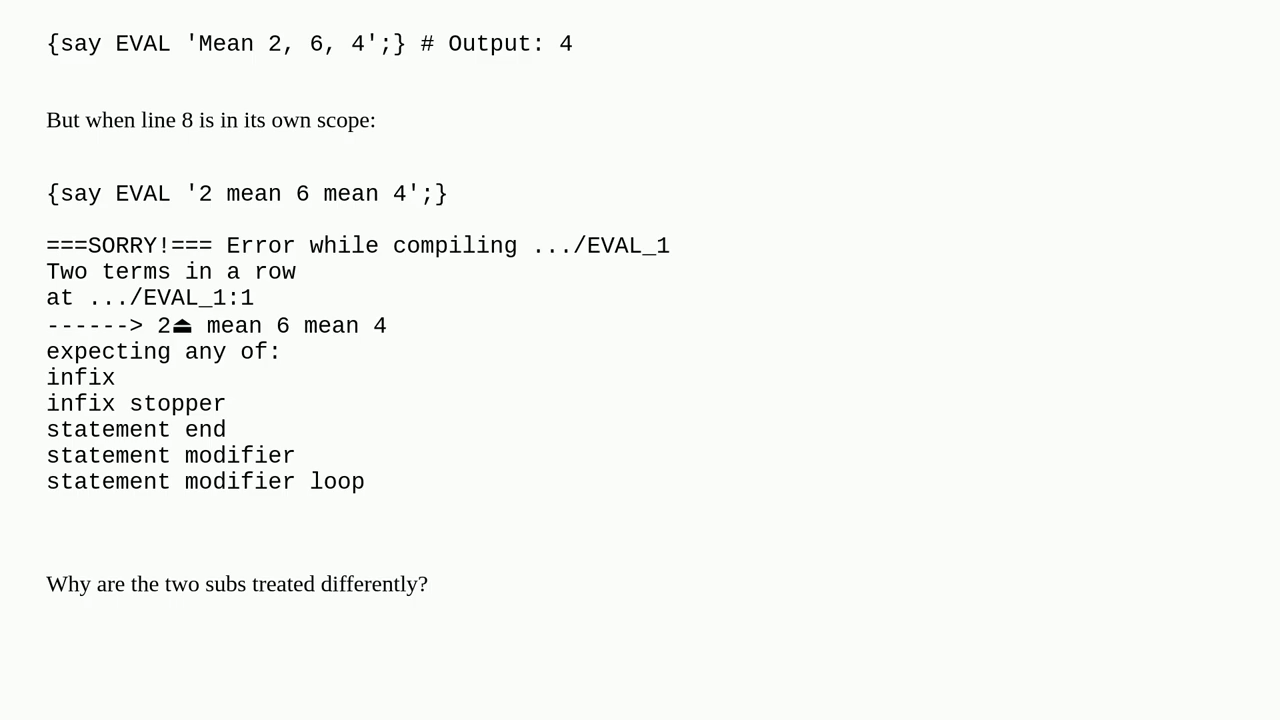 {say EVAL 'Mean 2, 6, 4';} # Output: 4
But when line 8 is in its own scope:
{say EVAL '2 mean 6 mean 4';}
===SORRY!=== Error while compiling .../EVAL_1
Two terms in a row
at .../EVAL_1:1
------> 2⏏ mean 6 mean 4
expecting any of:
infix
infix stopper
statement end
statement modifier
statement modifier loop
Why are the two subs treated differently?